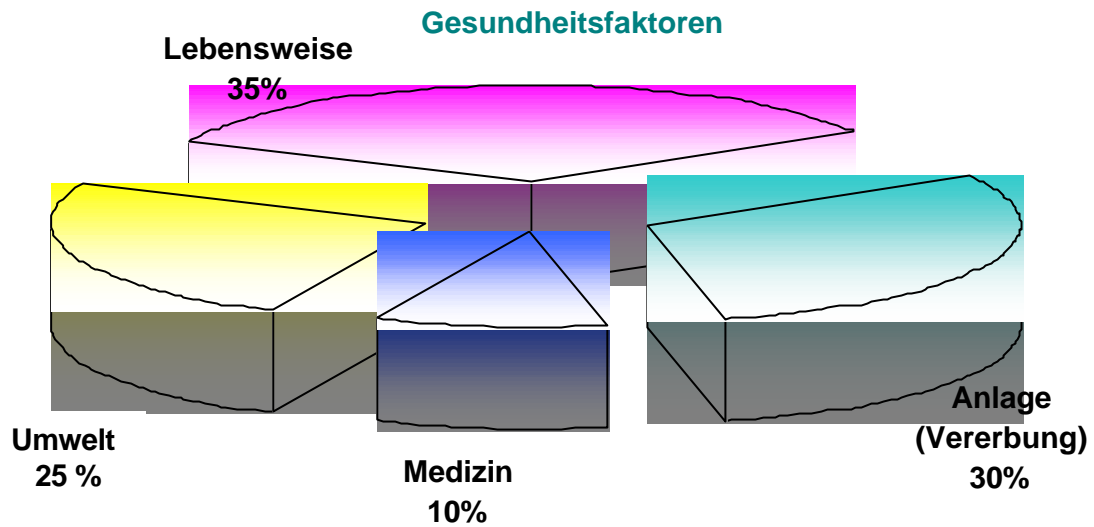 Gesundheitsfaktoren
Lebensweise
35%
Umwelt
25 %
Medizin
10%
Anlage
(Vererbung)
30%